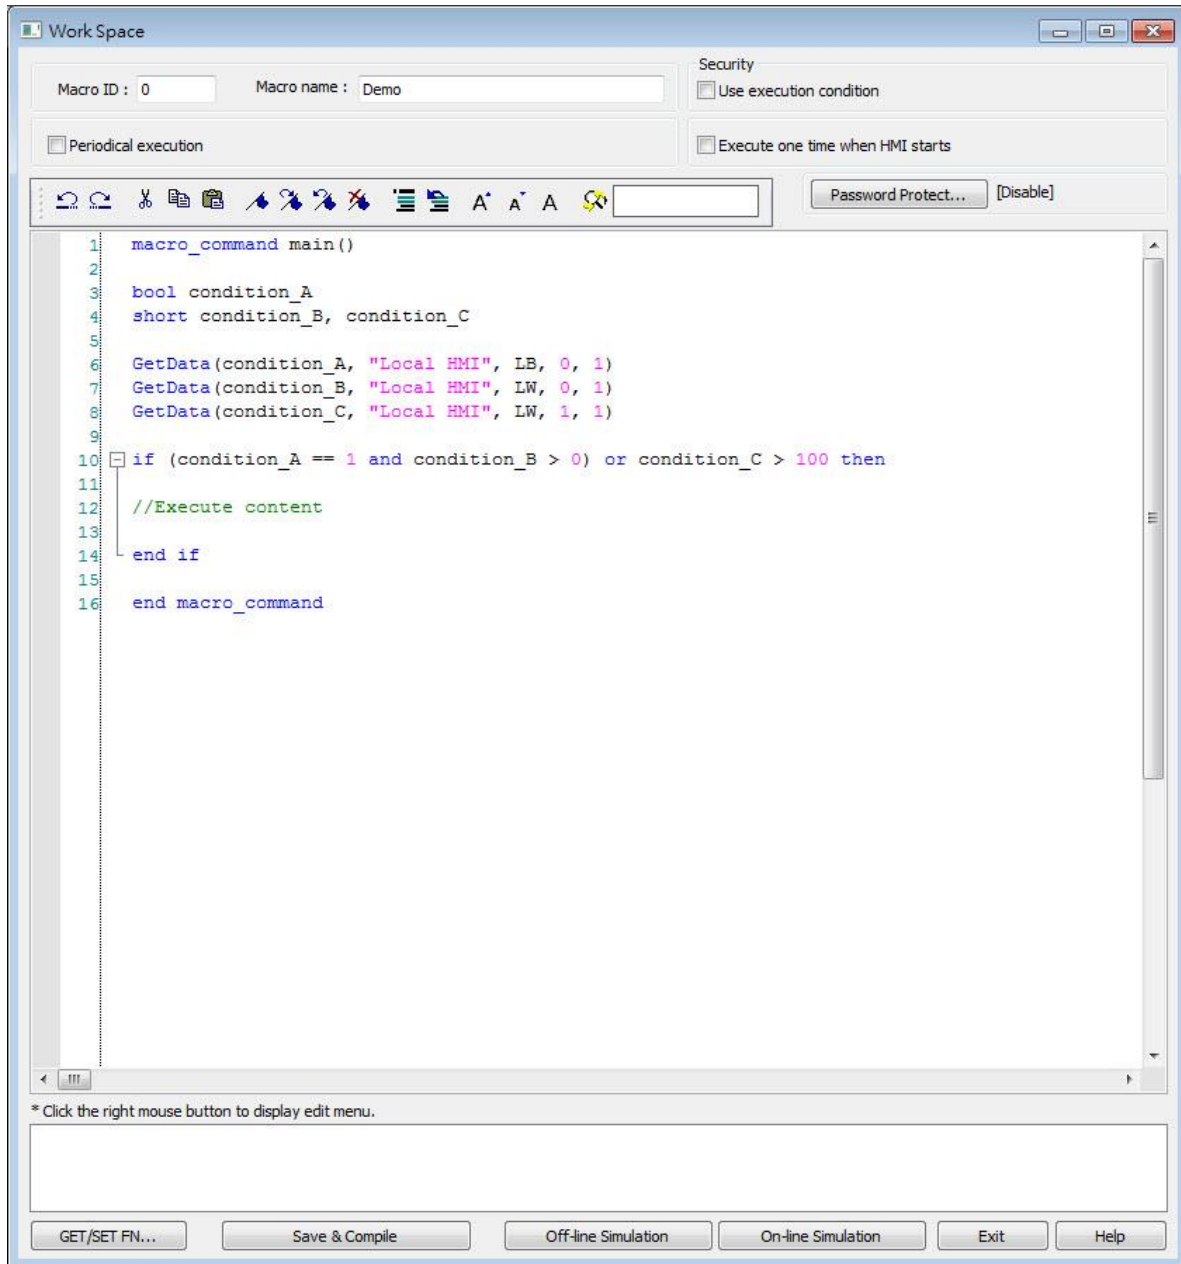 Work Space
Macro ID : 0 Macro name : Demo
Security
Use execution condition
Periodical execution
Execute one time when HMI starts
A A A
Password Protect... [Disable]
1 macro_command main()
2
3 bool condition_A
4 short condition_B, condition_C
5
6 GetData(condition_A, "Local HMI", LB, 0, 1)
7 GetData(condition_B, "Local HMI", LW, 0, 1)
8 GetData(condition_C, "Local HMI", LW, 1, 1)
9
10 if (condition_A == 1 and condition_B > 0) or condition_C > 100 then
11
12 //Execute content
13
14 end if
15
16 end macro_command
* Click the right mouse button to display edit menu.
GET/SET FN... Save & Compile Off-line Simulation On-line Simulation Exit Help